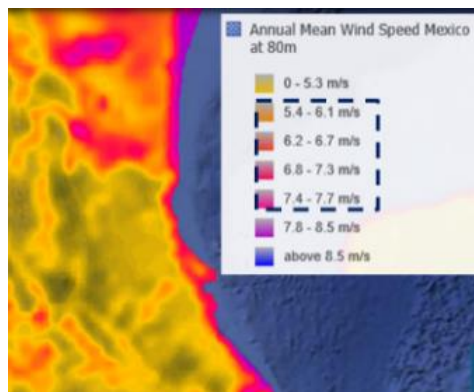 Annual Mean Wind Speed Mexico
at 80m
0 - 5.3 m/s
5.4 - 6.1 m/s
6.2 - 6.7 m/s
6.8 - 7.3 m/s
7.4 - 7.7 m/s
7.8 - 8.5 m/s
above 8.5 m/s